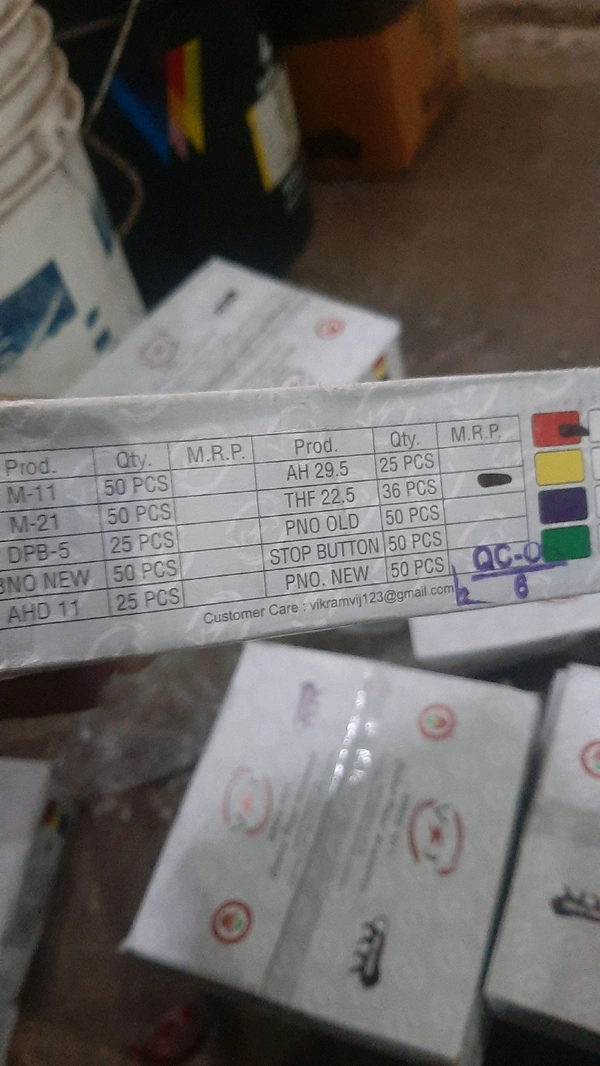 Prod. Qty. M.R.P. Prod. Qty. M.R.P.
M-11 50 PCS AH 29.5 25 PCS
M-21 50 PCS THF 22.5 36 PCS
DPB-5 25 PCS PNO OLD 50 PCS
BNO NEW 50 PCS STOP BUTTON 50 PCS
AHD 11 25 PCS PNO. NEW 50 PCS
Customer Care : vikramvij123@gmail.com
QC-0
6